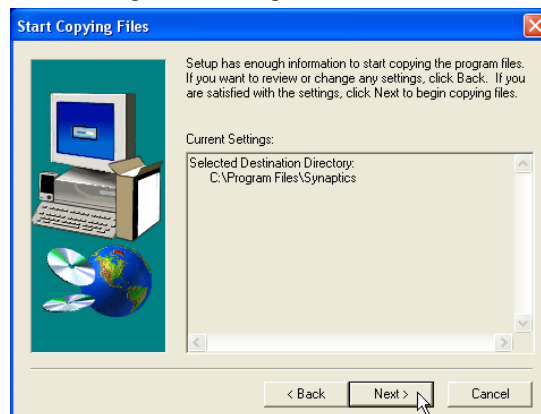 Start Copying Files
Setup has enough information to start copying the program files.
If you want to review or change any settings, click Back. If you
are satisfied with the settings, click Next to begin copying files.
Current Settings:
Selected Destination Directory:
C:\Program Files\Synaptics
< Back
Next >
Cancel